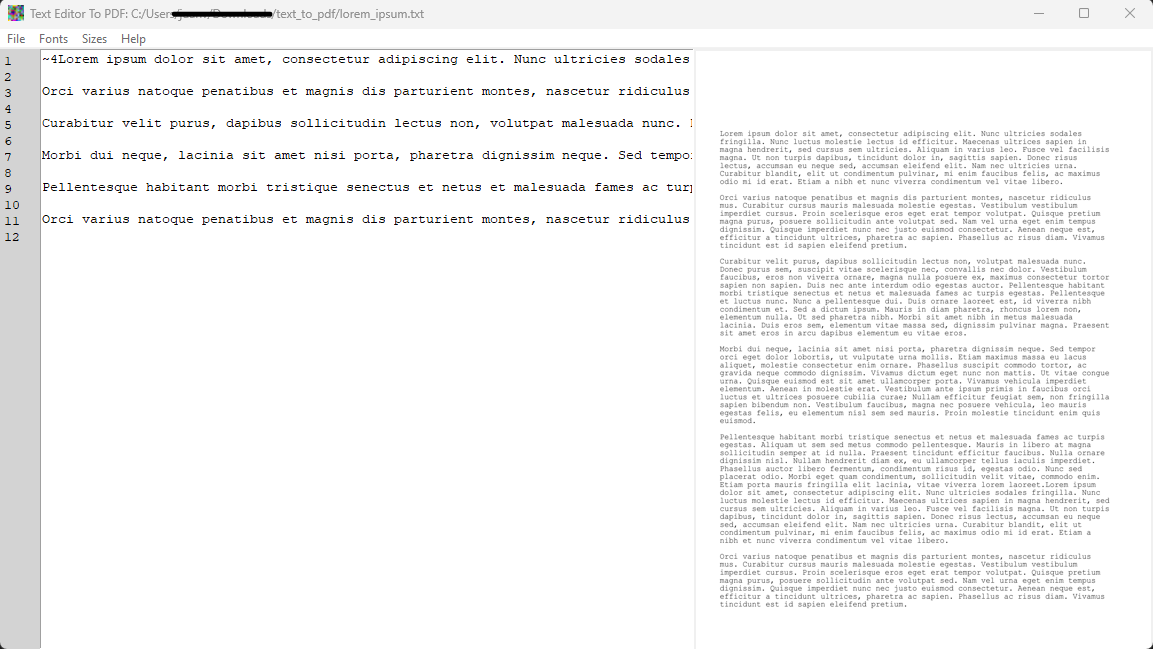 Text Editor To PDF: C:/Users /text_to_pdf/lorem_ipsum.txt
File Fonts Sizes Help
1 ~4Lorem ipsum dolor sit amet, consectetur adipiscing elit. Nunc ultricies sodales
2
3 Orci varius natoque penatibus et magnis dis parturient montes, nascetur ridiculus
4
5 Curabitur velit purus, dapibus sollicitudin lectus non, volutpat malesuada nunc.
6
7 Morbi dui neque, lacinia sit amet nisi porta, pharetra dignissim neque. Sed tempo
8
9 Pellentesque habitant morbi tristique senectus et netus et malesuada fames ac turp
10
11 Orci varius natoque penatibus et magnis dis parturient montes, nascetur ridiculus
12
Lorem ipsum dolor sit amet, consectetur adipiscing elit. Nunc ultricies sodales
fringilla. Nunc luctus molestie lectus id efficitur. Maecenas ultrices sapien in
magna hendrerit, sed cursus sem ultricies. Aliquam in varius leo. Fusce vel facilisis
magna. Ut non turpis dapibus, tincidunt dolor in, sagittis sapien. Donec risus
lectus, accumsan eu neque sed, accumsan eleifend elit. Nam nec ultricies urna.
Curabitur blandit, elit ut condimentum pulvinar, mi enim faucibus felis, ac maximus
odio mi id erat. Etiam a nibh et nunc viverra condimentum vel vitae libero.
Orci varius natoque penatibus et magnis dis parturient montes, nascetur ridiculus
mus. Curabitur cursus mauris malesuada molestie egestas. Vestibulum vestibulum
imperdiet cursus. Proin scelerisque eros eget erat tempor volutpat. Quisque pretium
magna purus, posuere sollicitudin ante volutpat sed. Nam vel urna eget enim tempus
dignissim. Quisque imperdiet nunc nec justo euismod consectetur. Aenean neque est,
efficitur a tincidunt ultrices, pharetra ac sapien. Phasellus ac risus diam. Vivamus
tincidunt est id sapien eleifend pretium.
Curabitur velit purus, dapibus sollicitudin lectus non, volutpat malesuada nunc.
Donec purus sem, suscipit vitae scelerisque nec, convallis nec dolor. Vestibulum
faucibus, eros non viverra ornare, magna nulla posuere ex, maximus consectetur tortor
sapien non sapien. Duis nec ante interdum odio egestas auctor. Pellentesque habitant
morbi tristique senectus et netus et malesuada fames ac turpis egestas. Pellentesque
et luctus nunc. Nunc a pellentesque dui. Duis ornare laoreet est, id viverra nibh
condimentum et. Sed a dictum ipsum. Mauris in diam pharetra, rhoncus lorem non,
elementum nulla. Ut sed pharetra nibh. Morbi sit amet nibh in metus malesuada
lacinia. Duis eros sem, elementum vitae massa sed, dignissim pulvinar magna. Praesent
sit amet eros in arcu dapibus elementum eu vitae eros.
Morbi dui neque, lacinia sit amet nisi porta, pharetra dignissim neque. Sed tempor
orci eget dolor lobortis, ut vulputate urna mollis. Etiam maximus massa eu lacus
aliquet, molestie consectetur enim ornare. Phasellus suscipit commodo tortor, ac
gravida neque commodo dignissim. Vivamus dictum eget nunc non mattis. Ut vitae congue
urna. Quisque euismod est sit amet ullamcorper porta. Vivamus vehicula imperdiet
elementum. Aenean in molestie erat. Vestibulum ante ipsum primis in faucibus orci
luctus et ultrices posuere cubilia curae; Nullam efficitur feugiat sem, non fringilla
sapien bibendum non. Vestibulum faucibus, magna nec posuere vehicula, leo mauris
egestas felis, eu elementum nisl sem sed mauris. Proin molestie tincidunt enim quis
euismod.
Pellentesque habitant morbi tristique senectus et netus et malesuada fames ac turpis
egestas. Aliquam ut sem sed metus commodo pellentesque. Mauris in libero at magna
sollicitudin semper at id nulla. Praesent tincidunt efficitur faucibus. Nulla ornare
dignissim nisl. Nullam hendrerit diam ex, eu ullamcorper tellus iaculis imperdiet.
Phasellus auctor libero fermentum, condimentum risus id, egestas odio. Nunc sed
placerat odio. Morbi eget quam condimentum, sollicitudin velit vitae, commodo enim.
Etiam porta mauris fringilla elit lacinia, vitae viverra lorem laoreet.Lorem ipsum
dolor sit amet, consectetur adipiscing elit. Nunc ultricies sodales fringilla. Nunc
luctus molestie lectus id efficitur. Maecenas ultrices sapien in magna hendrerit, sed
cursus sem ultricies. Aliquam in varius leo. Fusce vel facilisis magna. Ut non turpis
dapibus, tincidunt dolor in, sagittis sapien. Donec risus lectus, accumsan eu neque
sed, accumsan eleifend elit. Nam nec ultricies urna. Curabitur blandit, elit ut
condimentum pulvinar, mi enim faucibus felis, ac maximus odio mi id erat. Etiam a
nibh et nunc viverra condimentum vel vitae libero.
Orci varius natoque penatibus et magnis dis parturient montes, nascetur ridiculus
mus. Curabitur cursus mauris malesuada molestie egestas. Vestibulum vestibulum
imperdiet cursus. Proin scelerisque eros eget erat tempor volutpat. Quisque pretium
magna purus, posuere sollicitudin ante volutpat sed. Nam vel urna eget enim tempus
dignissim. Quisque imperdiet nunc nec justo euismod consectetur. Aenean neque est,
efficitur a tincidunt ultrices, pharetra ac sapien. Phasellus ac risus diam. Vivamus
tincidunt est id sapien eleifend pretium.